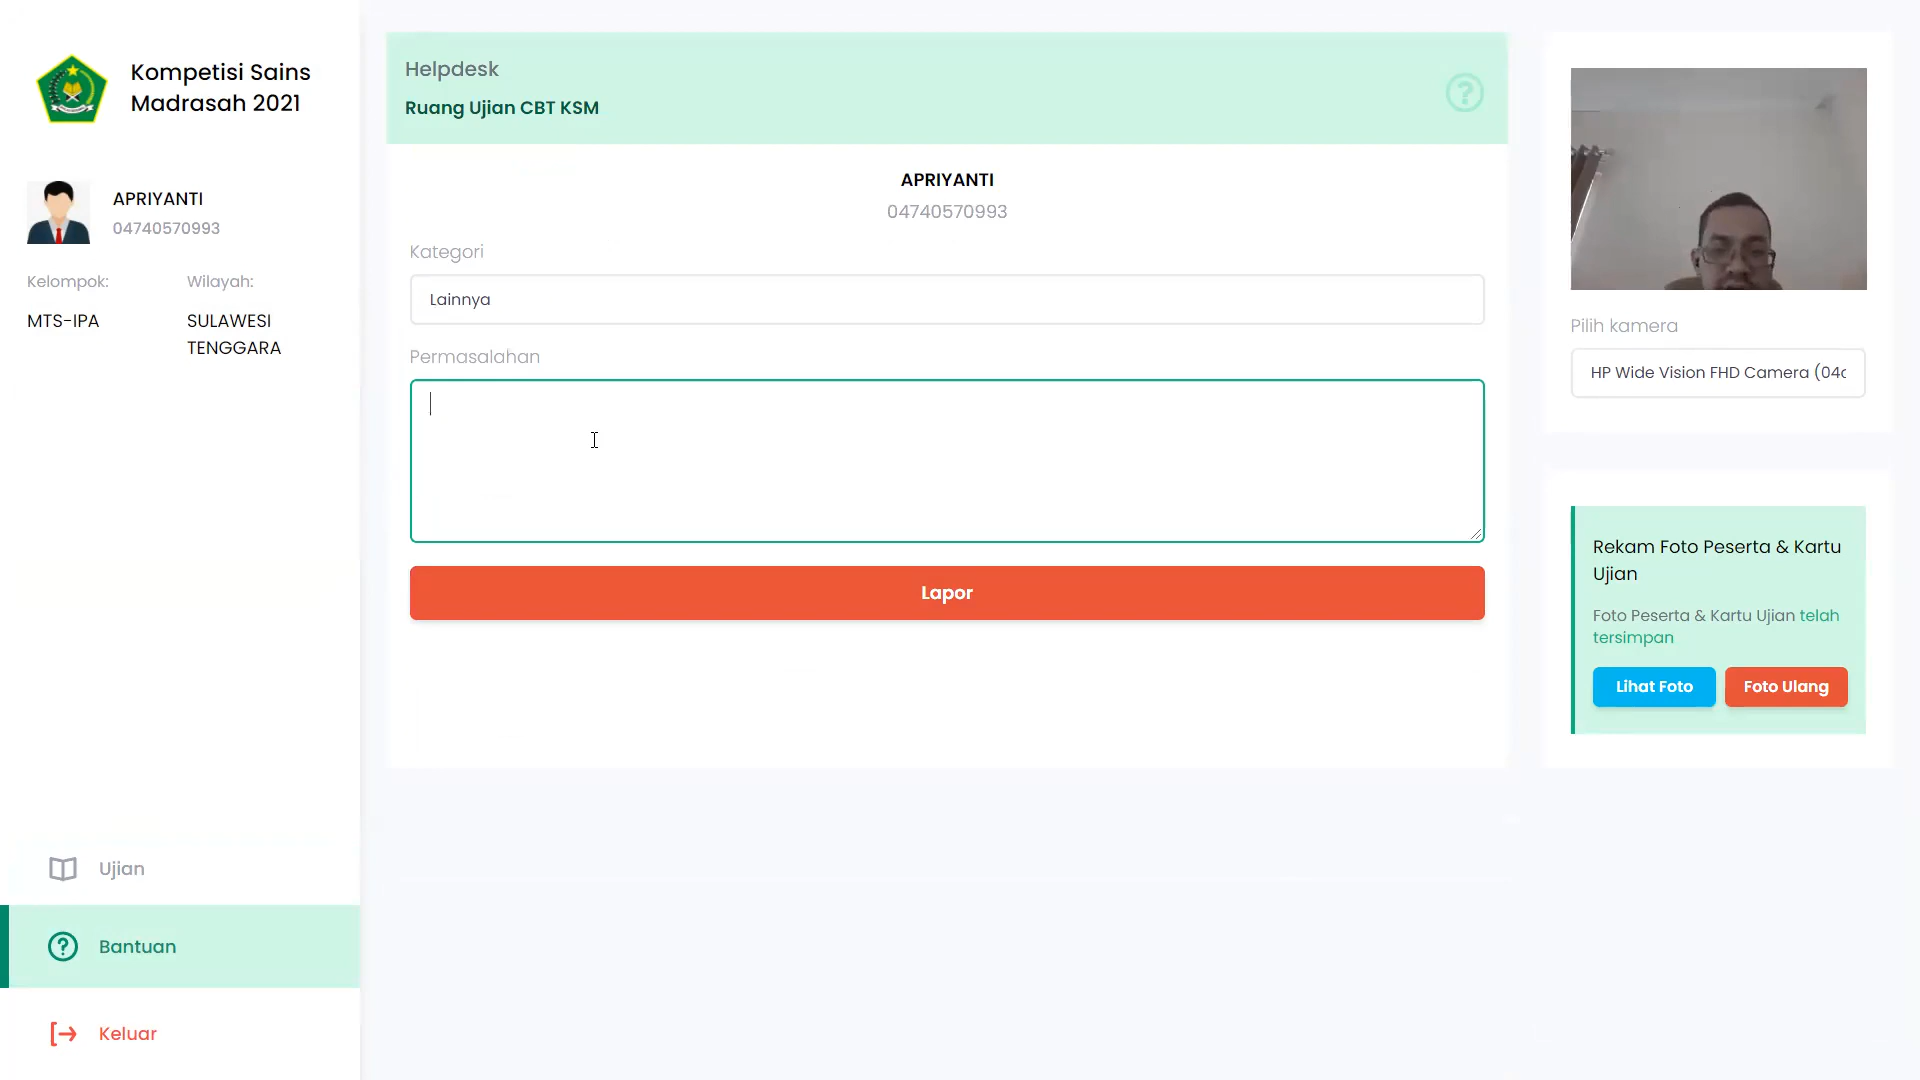 Kompetisi Sains
Madrasah 2021
APRIYANTI
04740570993
Kelompok:
MTS-IPA
Wilayah:
SULAWESI
TENGGARA
Ujian
Bantuan
Keluar
Helpdesk
Ruang Ujian CBT KSM
APRIYANTI
04740570993
Kategori
Lainnya
Permasalahan
Lapor
Pilih kamera
HP Wide Vision FHD Camera (04c
Rekam Foto Peserta & Kartu
Ujian
Foto Peserta & Kartu Ujian telah
tersimpan
Lihat Foto
Foto Ulang